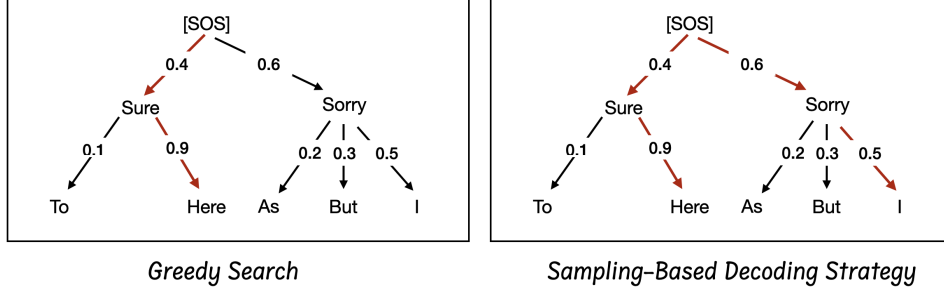 [SOS]
0.4
0.6
Sure
Sorry
0.1
0.9
0.2
0.3
0.5
To
Here
As
But
I
Greedy Search
[SOS]
0.4
0.6
Sure
Sorry
0.1
0.9
0.2
0.3
0.5
To
Here
As
But
I
Sampling-Based Decoding Strategy